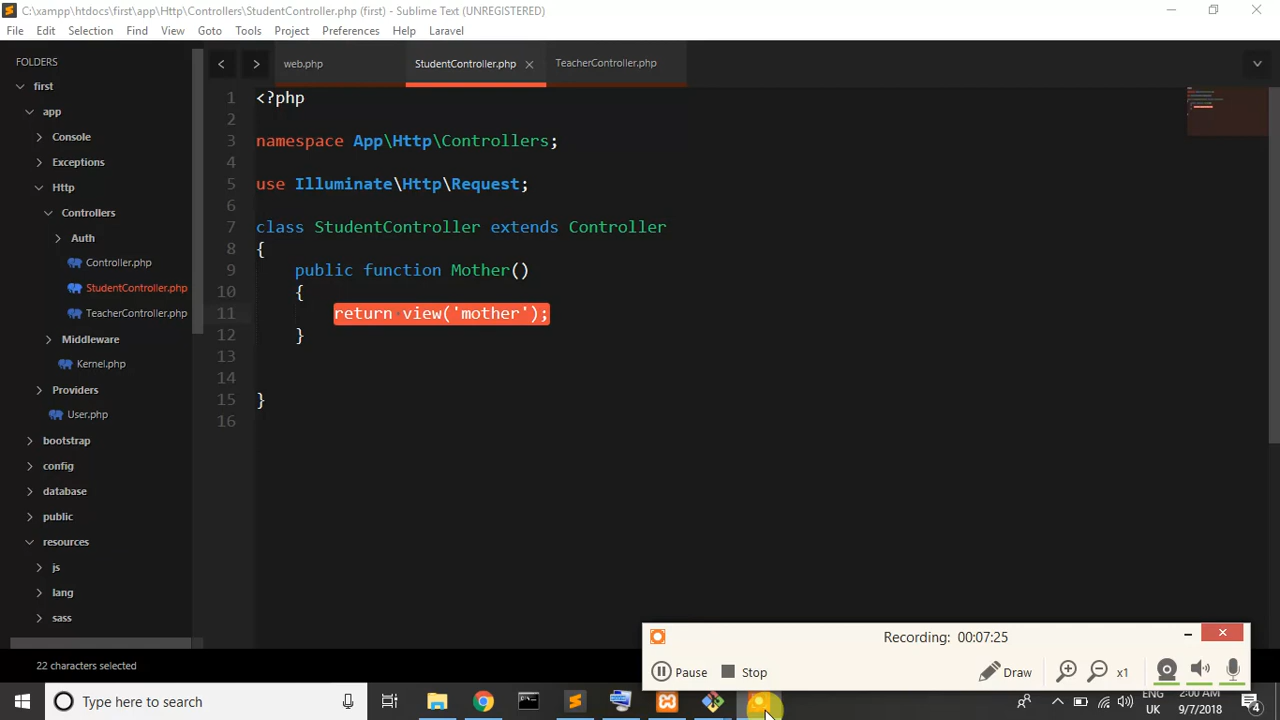 C:\xampp\htdocs\first\app\Http\Controllers\StudentController.php (first) - Sublime Text (UNREGISTERED)
File Edit Selection Find View Goto Tools Project Preferences Help Laravel
FOLDERS
first
app
Console
Exceptions
Http
Controllers
Auth
Controller.php
StudentController.php
TeacherController.php
Middleware
Kernel.php
Providers
User.php
bootstrap
config
database
public
resources
js
lang
sass
web.php StudentController.php TeacherController.php
1 <?php
2
3 namespace App\Http\Controllers;
4
5 use Illuminate\Http\Request;
6
7 class StudentController extends Controller
8 {
9 public function Mother()
10 {
11 return view('mother');
12 }
13
14
15 }
16
Recording: 00:07:25
Pause Stop Draw x1
22 characters selected
Type here to search
ENG
UK
2:00 AM
9/7/2018
4